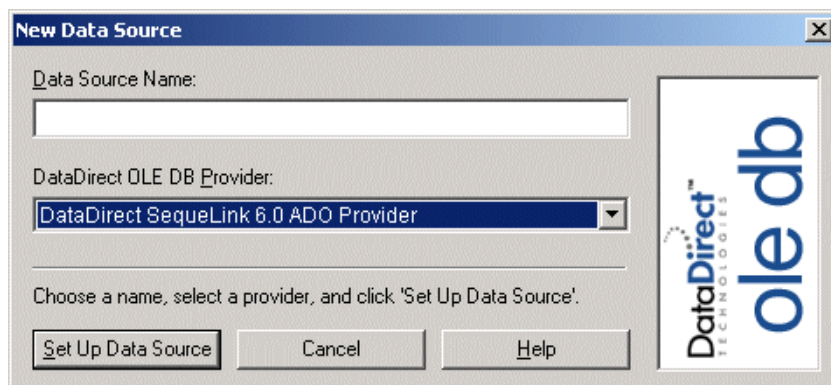 New Data Source
Data Source Name:
DataDirect OLE DB Provider:
DataDirect SequeLink 6.0 ADO Provider
Choose a name, select a provider, and click 'Set Up Data Source'.
Set Up Data Source
Cancel
Help
DataDirect™
TECHNOLOGIES
ole db